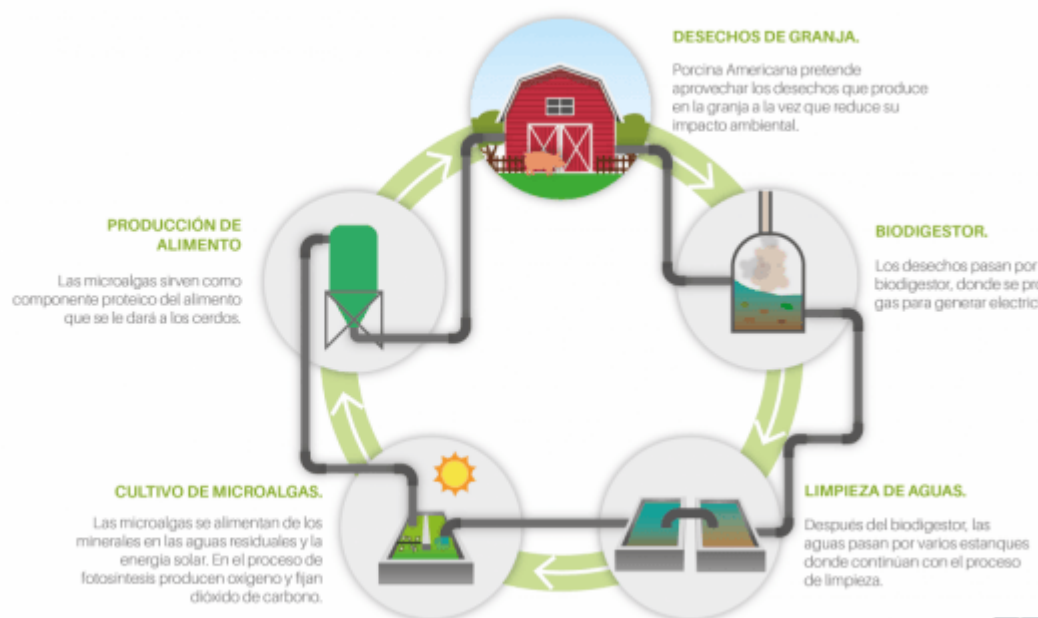 DESECHOS DE GRANJA.
Porcina Americana pretende
aprovechar los desechos que produce
en la granja a la vez que reduce su
impacto ambiental.
BIODIGESTOR.
Los desechos pasan por
biodigestor, donde se pro
gas para generar electric
LIMPIEZA DE AGUAS.
Después del biodigestor, las
aguas pasan por varios estanques
donde continúan con el proceso
de limpieza.
CULTIVO DE MICROALGAS.
Las microalgas se alimentan de los
minerales en las aguas residuales y la
energía solar. En el proceso de
fotosíntesis producen oxígeno y fijan
dióxido de carbono.
PRODUCCIÓN DE
ALIMENTO
Las microalgas sirven como
componente proteico del alimento
que se le dará a los cerdos.